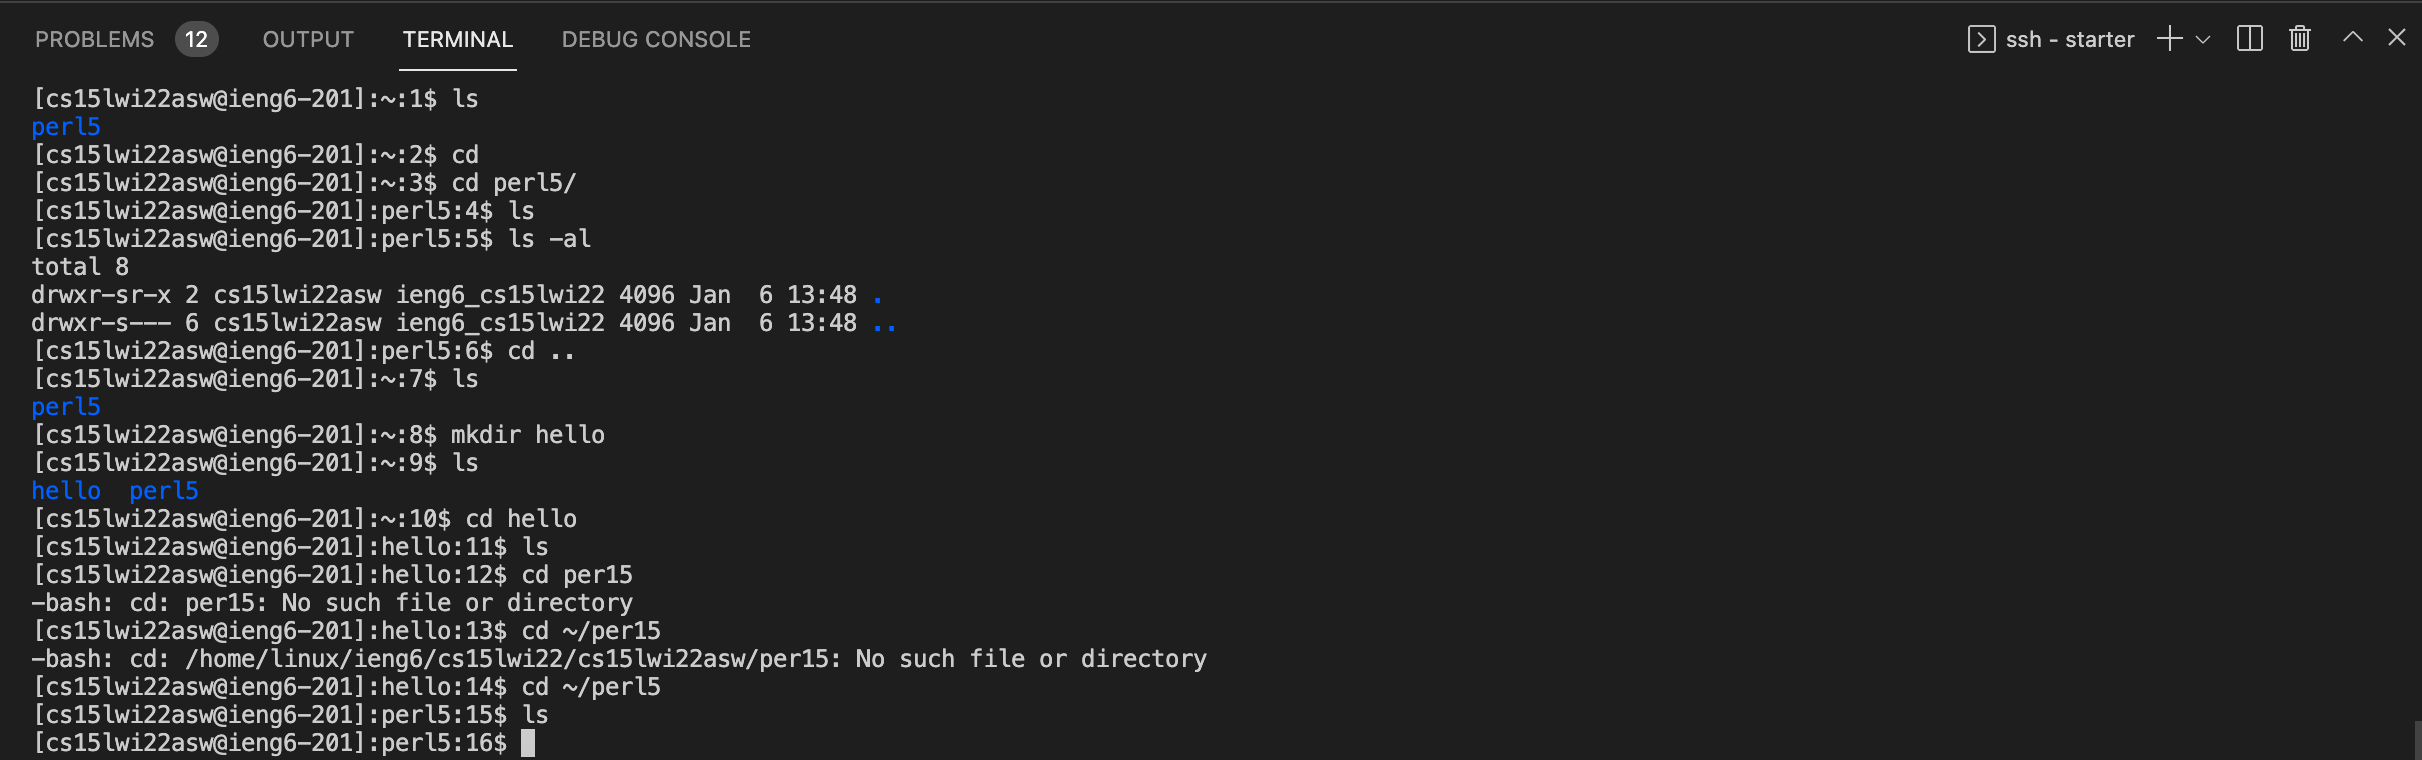 PROBLEMS 12 OUTPUT TERMINAL DEBUG CONSOLE ssh - starter
[cs15lwi22asw@ieng6-201]:~:1$ ls
perl5
[cs15lwi22asw@ieng6-201]:~:2$ cd
[cs15lwi22asw@ieng6-201]:~:3$ cd perl5/
[cs15lwi22asw@ieng6-201]:perl5:4$ ls
[cs15lwi22asw@ieng6-201]:perl5:5$ ls -al
total 8
drwxr-sr-x 2 cs15lwi22asw ieng6_cs15lwi22 4096 Jan  6 13:48 .
drwxr-s--- 6 cs15lwi22asw ieng6_cs15lwi22 4096 Jan  6 13:48 ..
[cs15lwi22asw@ieng6-201]:perl5:6$ cd ..
[cs15lwi22asw@ieng6-201]:~:7$ ls
perl5
[cs15lwi22asw@ieng6-201]:~:8$ mkdir hello
[cs15lwi22asw@ieng6-201]:~:9$ ls
hello  perl5
[cs15lwi22asw@ieng6-201]:~:10$ cd hello
[cs15lwi22asw@ieng6-201]:hello:11$ ls
[cs15lwi22asw@ieng6-201]:hello:12$ cd per15
-bash: cd: per15: No such file or directory
[cs15lwi22asw@ieng6-201]:hello:13$ cd ~/per15
-bash: cd: /home/linux/ieng6/cs15lwi22/cs15lwi22asw/per15: No such file or directory
[cs15lwi22asw@ieng6-201]:hello:14$ cd ~/perl5
[cs15lwi22asw@ieng6-201]:perl5:15$ ls
[cs15lwi22asw@ieng6-201]:perl5:16$